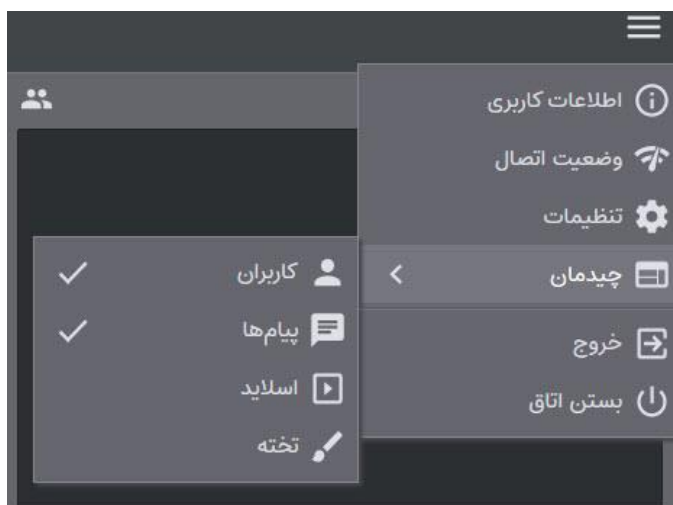 اطلاعات کاربری
وضعیت اتصال
تنظیمات
چیدمان
خروج
بستن اتاق
کاربران
پیام‌ها
اسلاید
تخته